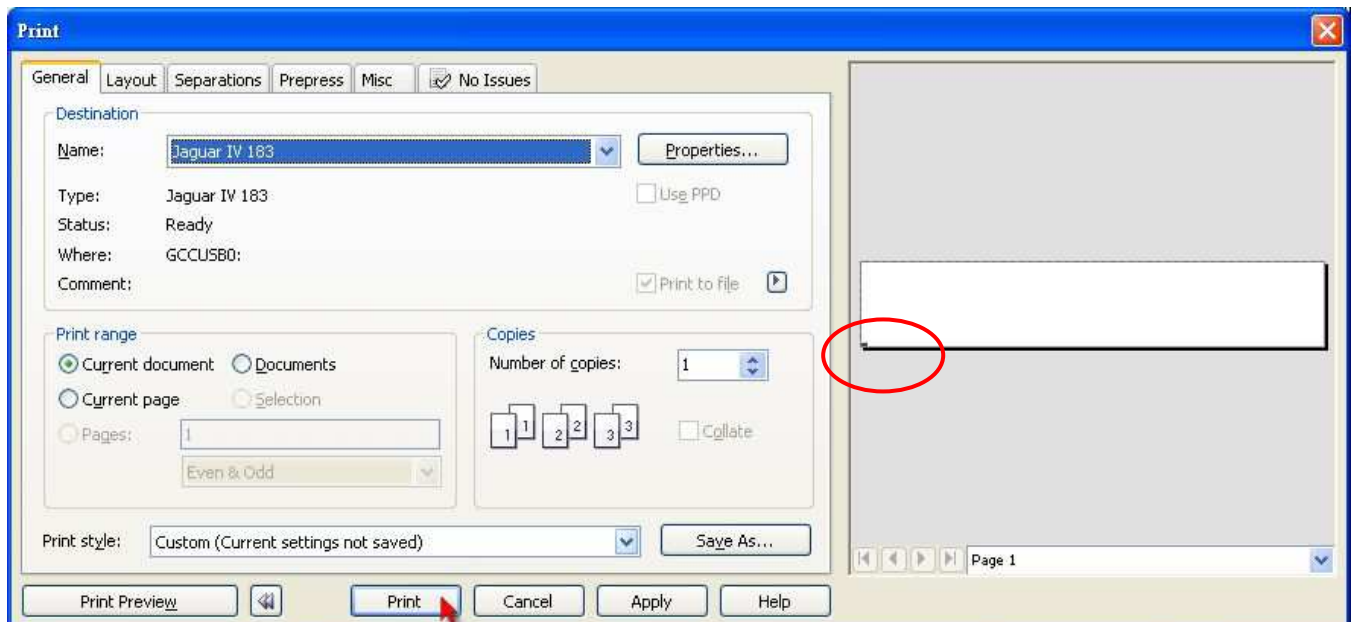 Print
General Layout Separations Prepress Misc No Issues
Destination
Name: Jaguar IV 183 Properties...
Type: Jaguar IV 183 Use PPD
Status: Ready
Where: GCCUSB0:
Comment: Print to file
Print range
Current document Documents
Current page Selection
Pages: 1
Even & Odd
Copies
Number of copies: 1
1 1 2 2 3 3 Collate
Print style: Custom (Current settings not saved) Save As...
Page 1
Print Preview Print Cancel Apply Help